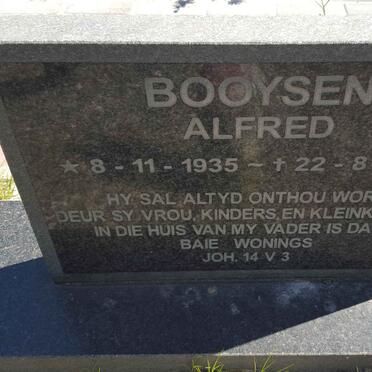 BOOYSEN
ALFRED
★ 8 - 11 - 1935 ~ † 22 - 8
HY SAL ALTYD ONTHOU WOR
DEUR SY VROU, KINDERS, EN KLEINK
IN DIE HUIS VAN MY VADER IS DA
BAIE WONINGS
JOH. 14 V 3